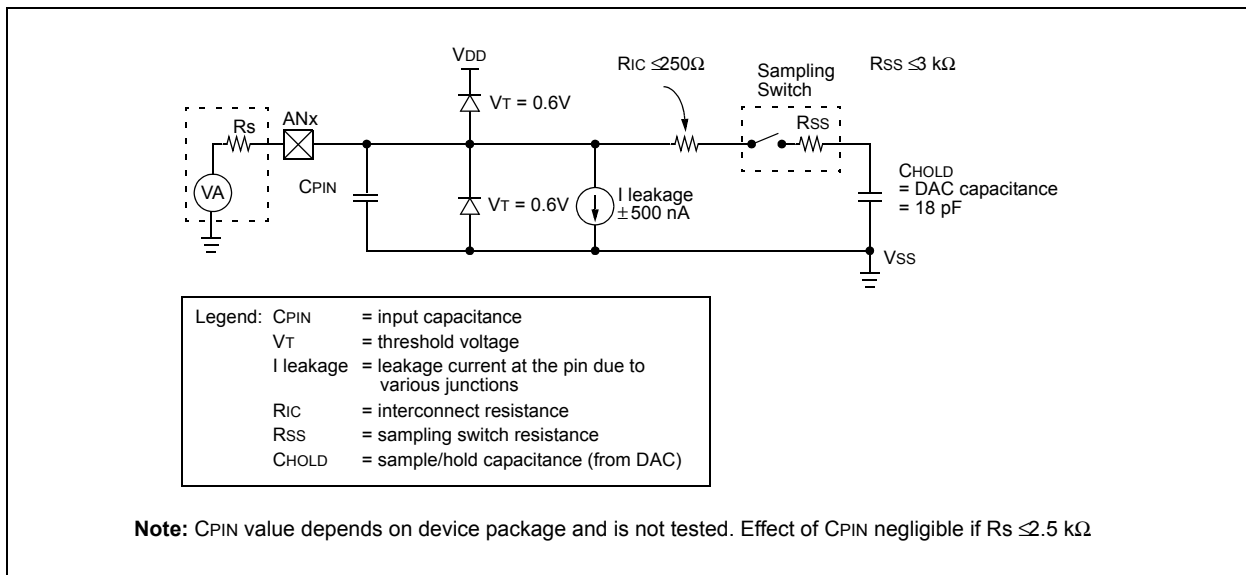 VDD
RIC ≤250Ω
Sampling
Switch
RSS ≤3 kΩ
VT = 0.6V
Rs
ANx
RSS
CPIN
VA
VT = 0.6V
I leakage
±500 nA
CHOLD
= DAC capacitance
= 18 pF
VSS
Legend: CPIN = input capacitance
VT = threshold voltage
I leakage = leakage current at the pin due to
various junctions
RIC = interconnect resistance
RSS = sampling switch resistance
CHOLD = sample/hold capacitance (from DAC)
Note: CPIN value depends on device package and is not tested. Effect of CPIN negligible if Rs ≤2.5 kΩ